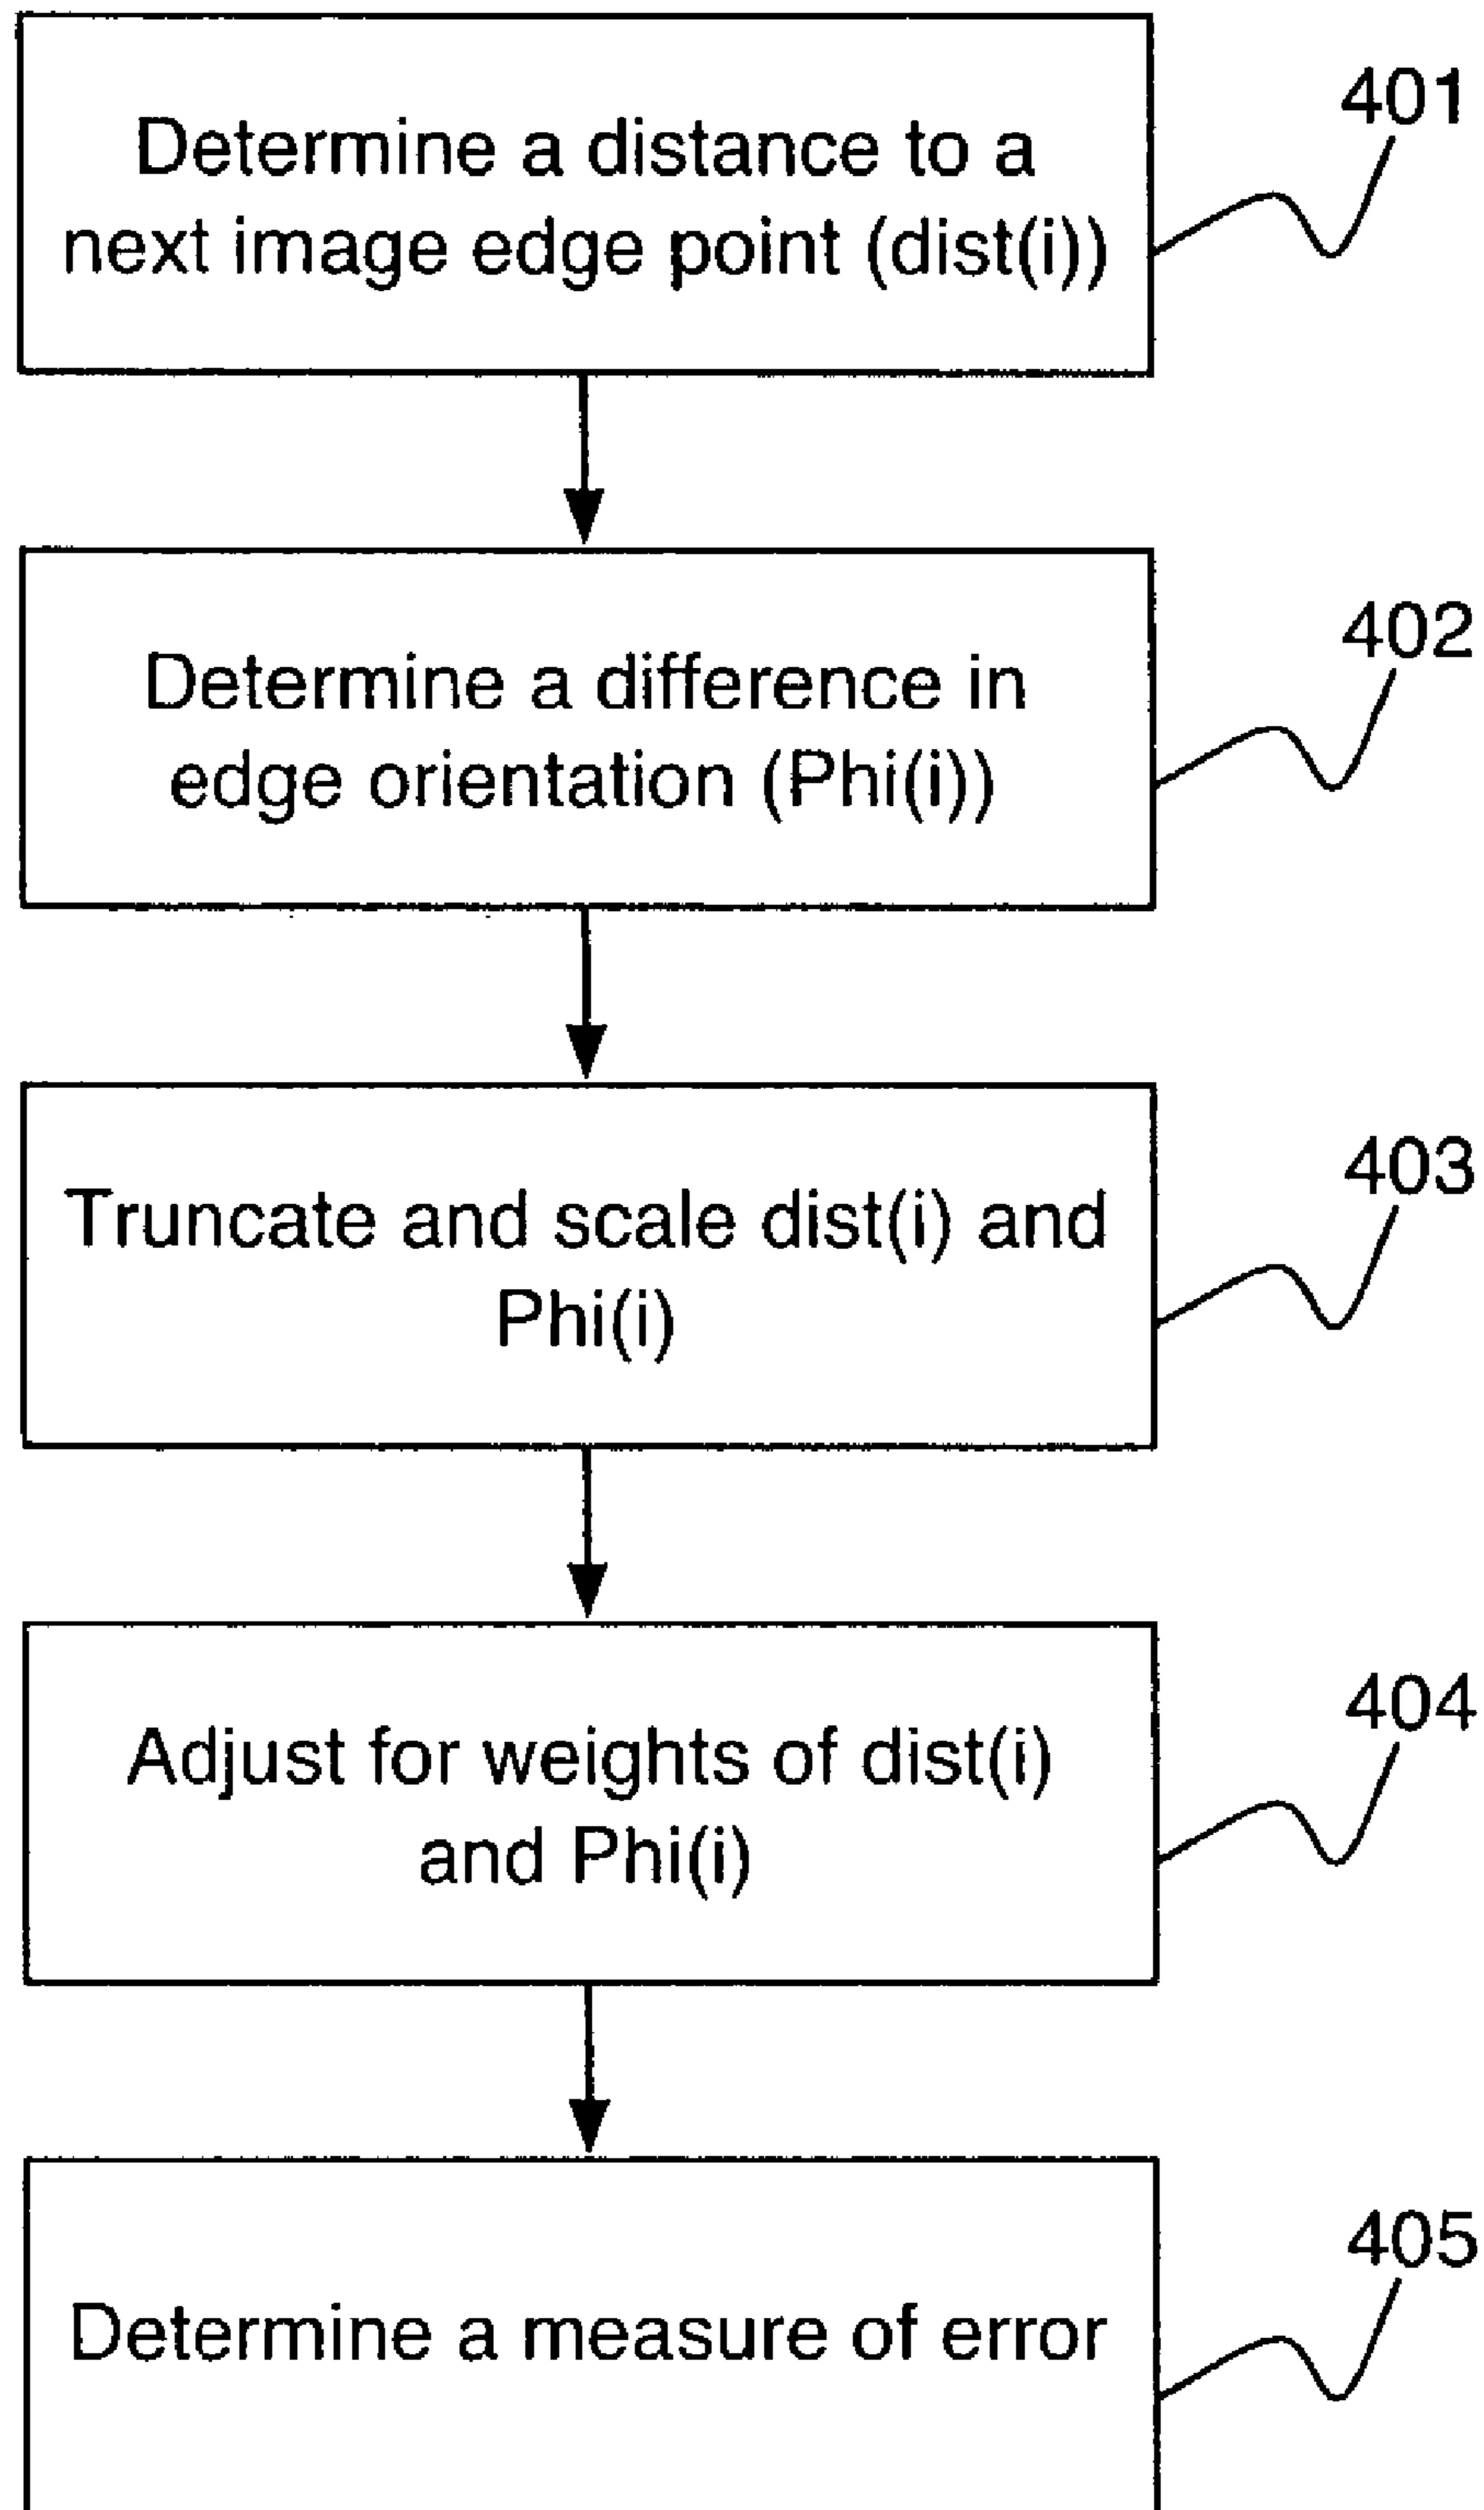 401
Determine a distance to a
next image edge point (dist(i))
402
Determine a difference in
edge orientation (Phi(i))
403
Truncate and scale dist(i) and
Phi(i)
404
Adjust for weights of dist(i)
and Phi(i)
405
Determine a measure of error